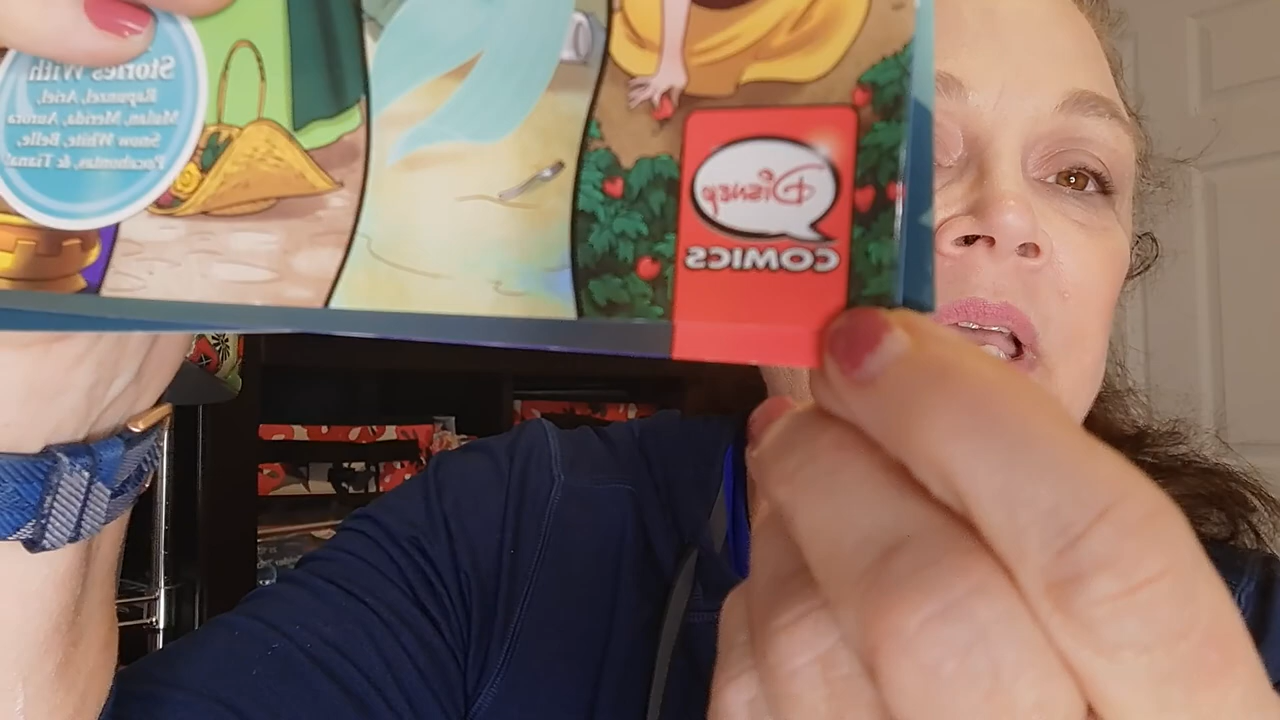 Stories With
Rapunzel, Ariel,
Mulan, Merida, Aurora
Snow White, Belle,
Pocahontas, & Tiana!
Disney
COMICS